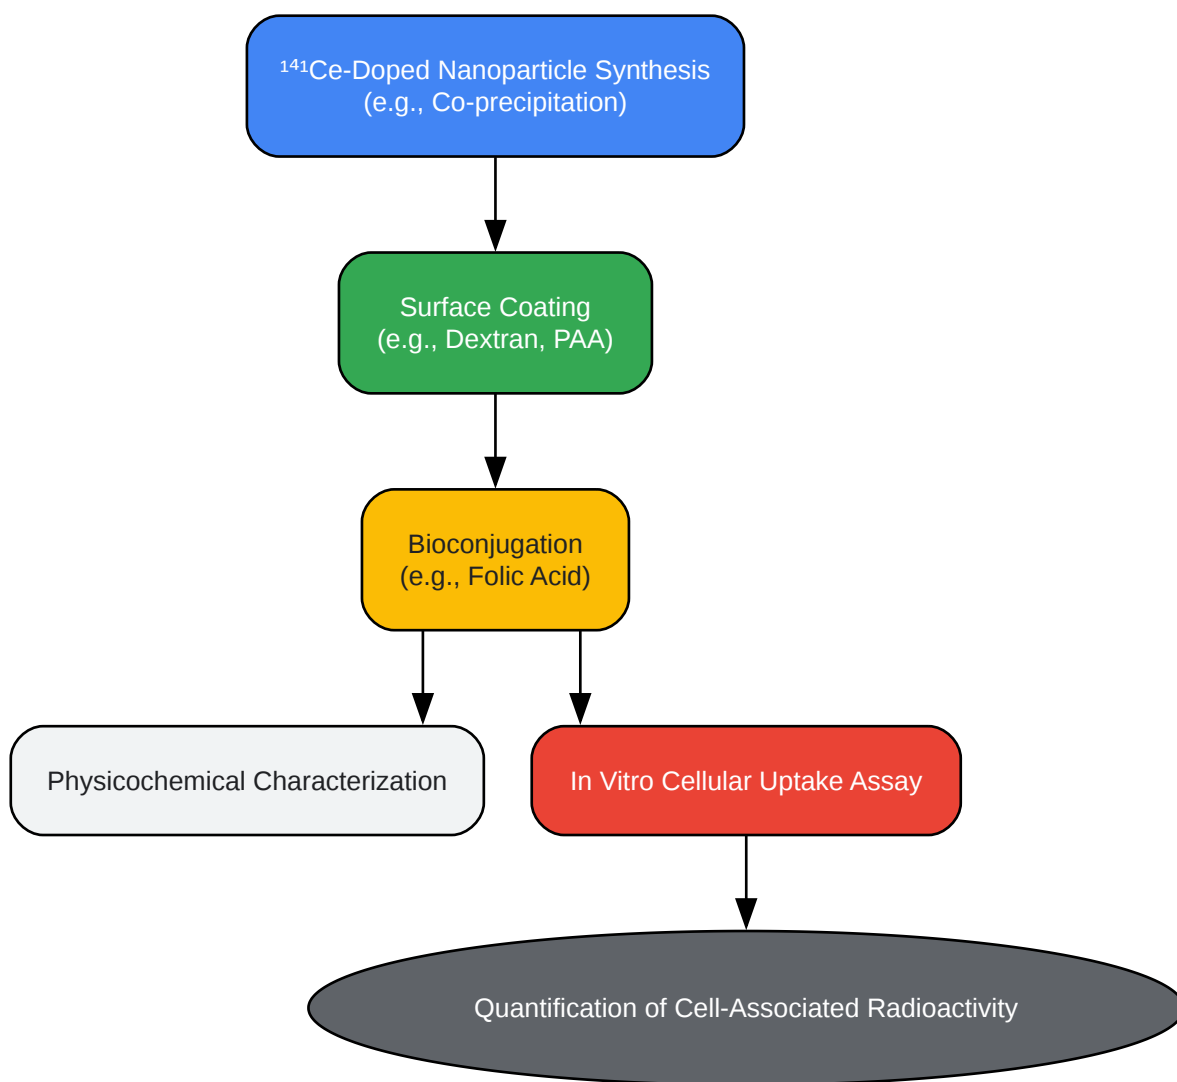 ¹⁴¹Ce-Doped Nanoparticle Synthesis
(e.g., Co-precipitation)
Surface Coating
(e.g., Dextran, PAA)
Bioconjugation
(e.g., Folic Acid)
Physicochemical Characterization
In Vitro Cellular Uptake Assay
Quantification of Cell-Associated Radioactivity